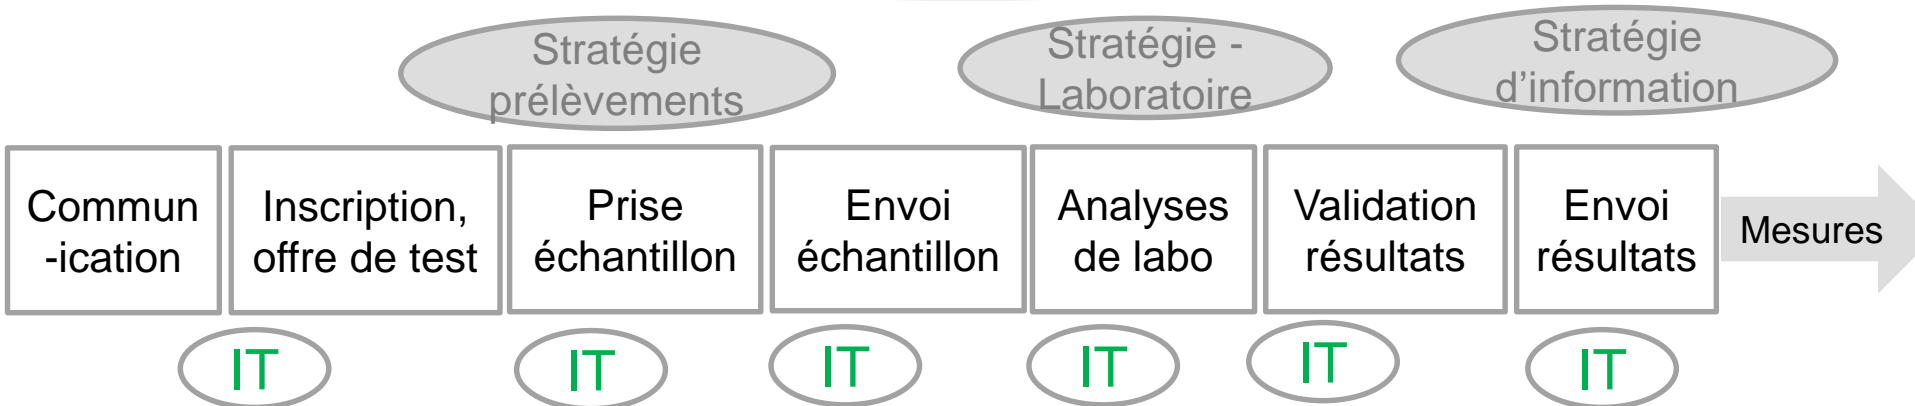 Stratégie
prélèvements
Stratégie -
Laboratoire
Stratégie
d'information
Commun
-ication
Inscription,
offre de test
Prise
échantillon
Envoi
échantillon
Analyses
de labo
Validation
résultats
Envoi
résultats
Mesures
IT
IT
IT
IT
IT
IT